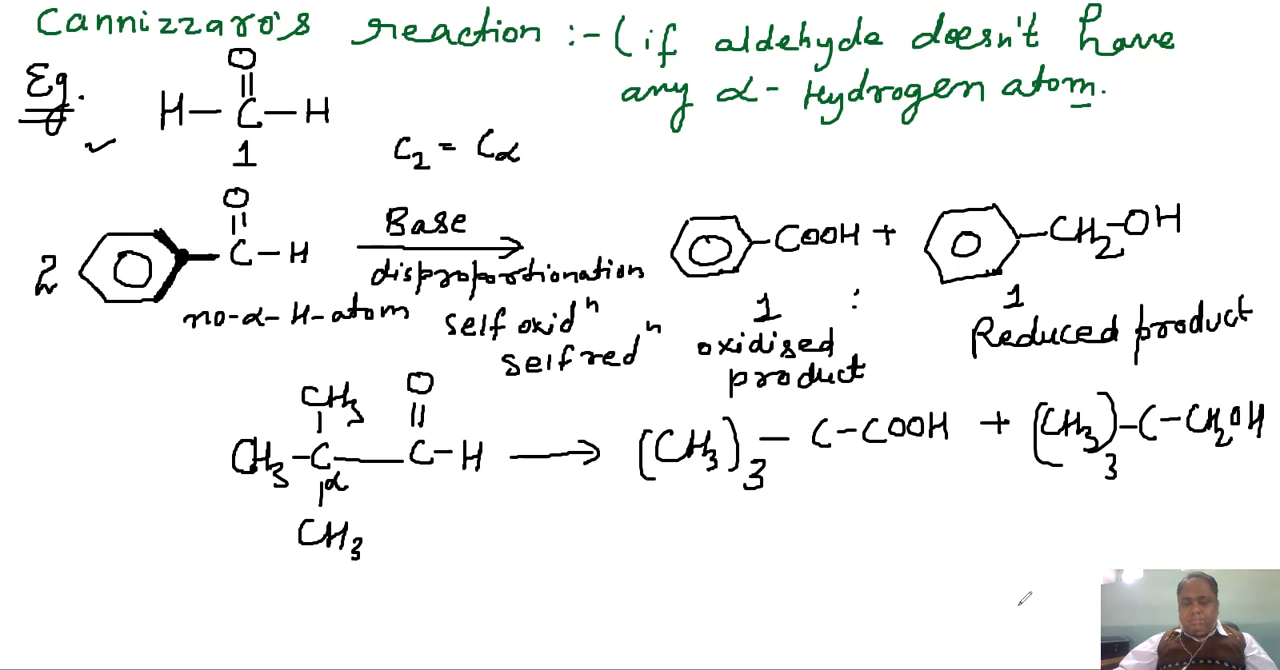 Cannizzaro's reaction :- (if aldehyde doesn't have
any α - Hydrogen atom.
Eg.
O
H-C-H
1
C2 = Cα
O
2 C-H
Base
disproportionation
self oxidn
self redn
no-α-H-atom
-COOH + -CH2-OH
1 : 1
oxidised
product
Reduced product
CH3 O
CH3-C-C-H → (CH3)3 - C-COOH + (CH3)3-C-CH2OH
α
CH3